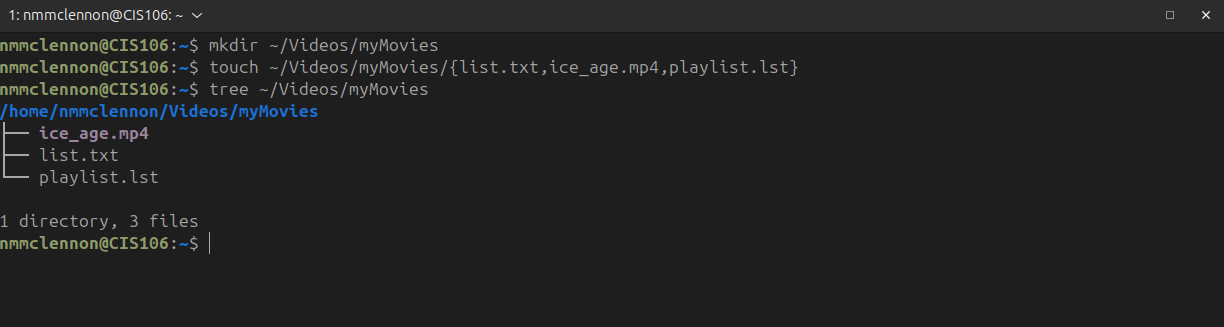 1: nmmclennon@CIS106: ~
nmmclennon@CIS106:~$ mkdir ~/Videos/myMovies
nmmclennon@CIS106:~$ touch ~/Videos/myMovies/{list.txt,ice_age.mp4,playlist.lst}
nmmclennon@CIS106:~$ tree ~/Videos/myMovies
/home/nmmclennon/Videos/myMovies
├── ice_age.mp4
├── list.txt
└── playlist.lst
1 directory, 3 files
nmmclennon@CIS106:~$